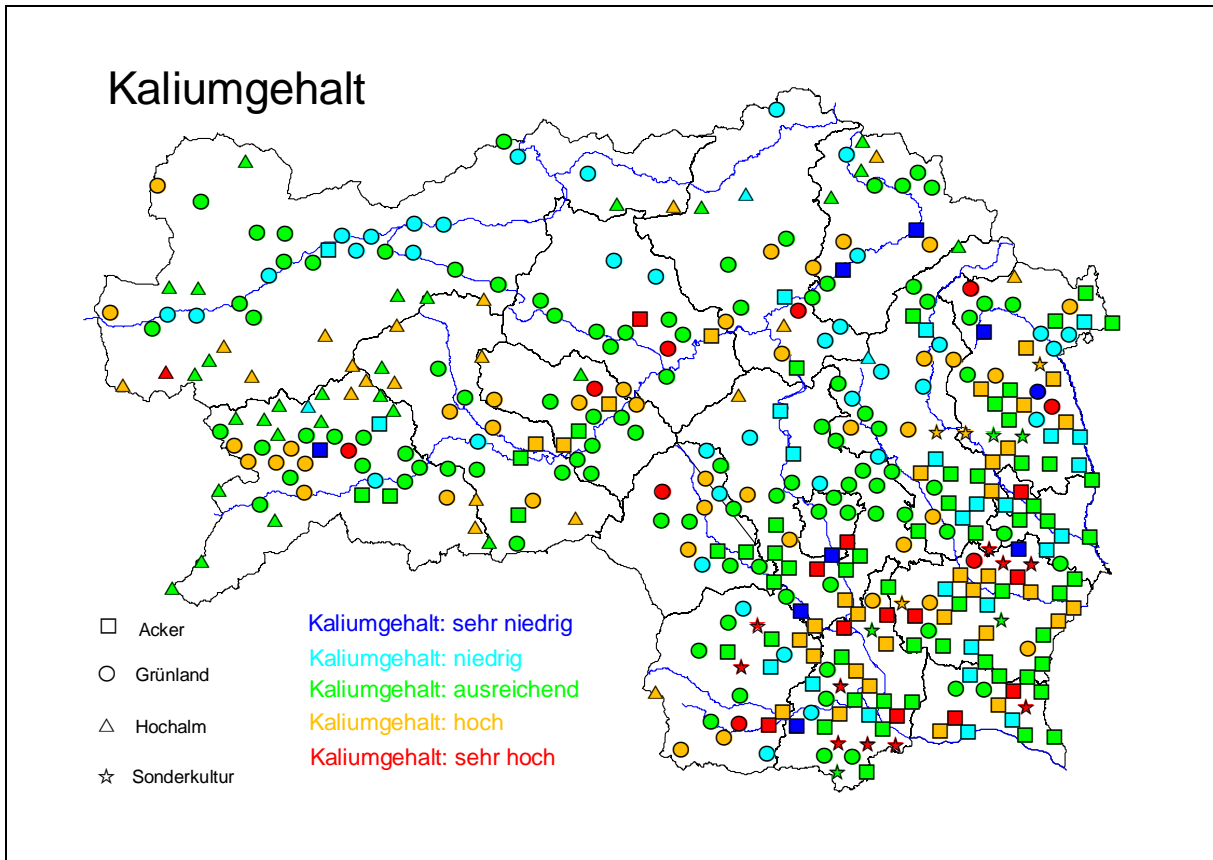 Kaliumgehalt
Acker
Grünland
Hochalm
Sonderkultur
Kaliumgehalt: sehr niedrig
Kaliumgehalt: niedrig
Kaliumgehalt: ausreichend
Kaliumgehalt: hoch
Kaliumgehalt: sehr hoch